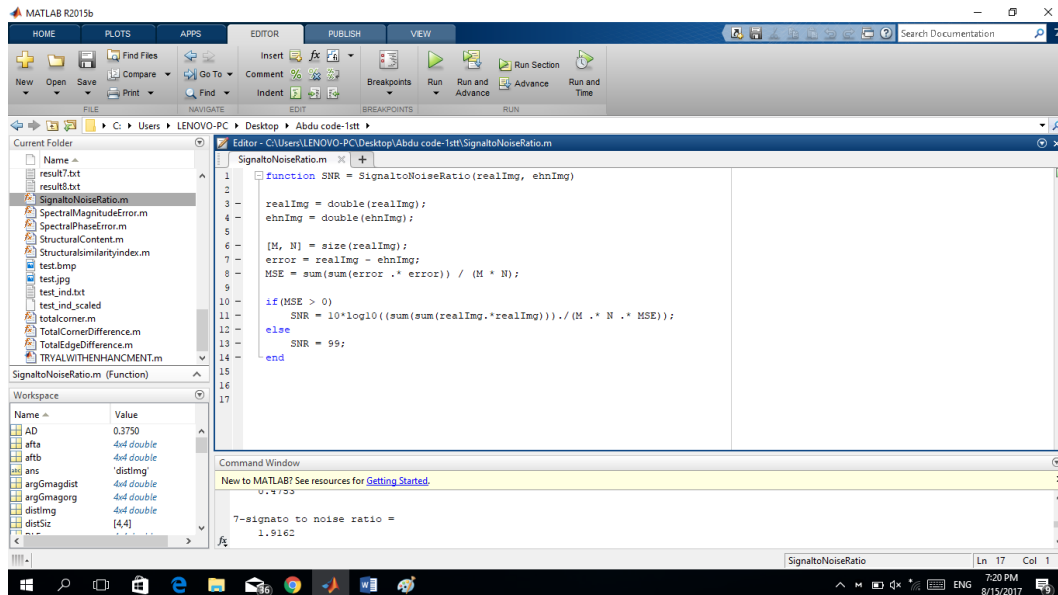 MATLAB R2015b
HOME PLOTS APPS EDITOR PUBLISH VIEW
Search Documentation
New Open Save
Find Files
Compare
Print
FILE
Go To
Find
NAVIGATE
Insert fx
Comment
Indent
EDIT
Breakpoints
BREAKPOINTS
Run
Run and Advance
Run Section
Advance
Run and Time
RUN
C: Users LENOVO-PC Desktop Abdu code-1stt
Current Folder
Name
result7.txt
result8.txt
SignaltoNoiseRatio.m
SpectralMagnitudeError.m
SpectralPhaseError.m
StructuralContent.m
Structuralsimilarityindex.m
test.bmp
test.jpg
test_ind.txt
test_ind_scaled
totalcorner.m
TotalCornerDifference.m
TotalEdgeDifference.m
TRYALWITHENHANCMENT.m
SignaltoNoiseRatio.m (Function)
Workspace
Name Value
AD 0.3750
afta 4x4 double
aftb 4x4 double
ans 'distImg'
argGmagdist 4x4 double
argGmagorg 4x4 double
distImg 4x4 double
distSiz [4,4]
Editor - C:\Users\LENOVO-PC\Desktop\Abdu code-1stt\SignaltoNoiseRatio.m
SignaltoNoiseRatio.m
1 function SNR = SignaltoNoiseRatio(realImg, ehnImg)
2
3 – realImg = double(realImg);
4 – ehnImg = double(ehnImg);
5
6 – [M, N] = size(realImg);
7 – error = realImg - ehnImg;
8 – MSE = sum(sum(error .* error)) / (M * N);
9
10 – if(MSE > 0)
11 – SNR = 10*log10((sum(sum(realImg.*realImg)))./(M .* N .* MSE));
12 – else
13 – SNR = 99;
14 – end
15
16
17
Command Window
New to MATLAB? See resources for Getting Started.
0.4753
7-signato to noise ratio =
1.9162
fx
SignaltoNoiseRatio Ln 17 Col 1
36
ENG
7:20 PM
8/15/2017
9